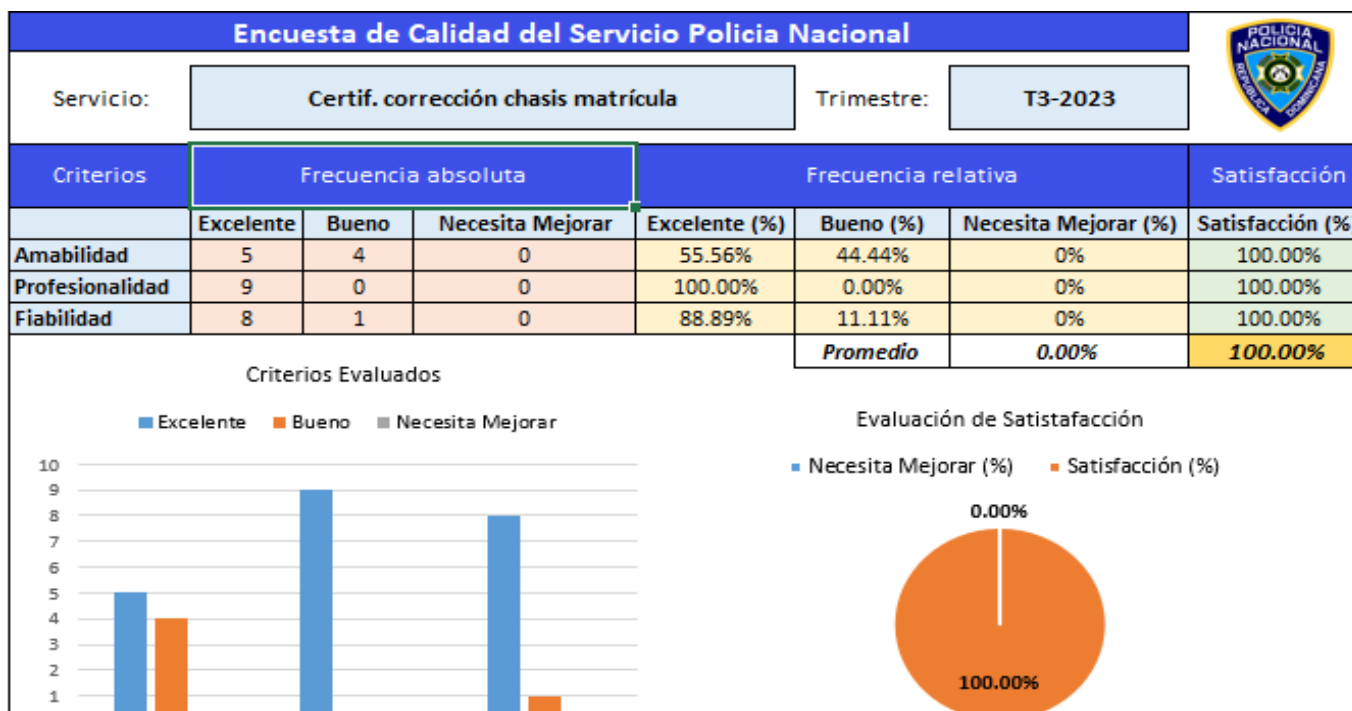 Encuesta de Calidad del Servicio Policia Nacional
POLICIA
NACIONAL
REPUBLICA DOMINICANA
Servicio: Certif. corrección chasis matrícula Trimestre: T3-2023
Criterios Frecuencia absoluta Frecuencia relativa Satisfacción
Excelente Bueno Necesita Mejorar Excelente (%) Bueno (%) Necesita Mejorar (%) Satisfacción (%
Amabilidad 5 4 0 55.56% 44.44% 0% 100.00%
Profesionalidad 9 0 0 100.00% 0.00% 0% 100.00%
Fiabilidad 8 1 0 88.89% 11.11% 0% 100.00%
Promedio 0.00% 100.00%
Criterios Evaluados
Excelente Bueno Necesita Mejorar
10
9
8
7
6
5
4
3
2
1
Evaluación de Satistafacción
Necesita Mejorar (%) Satisfacción (%)
0.00%
100.00%